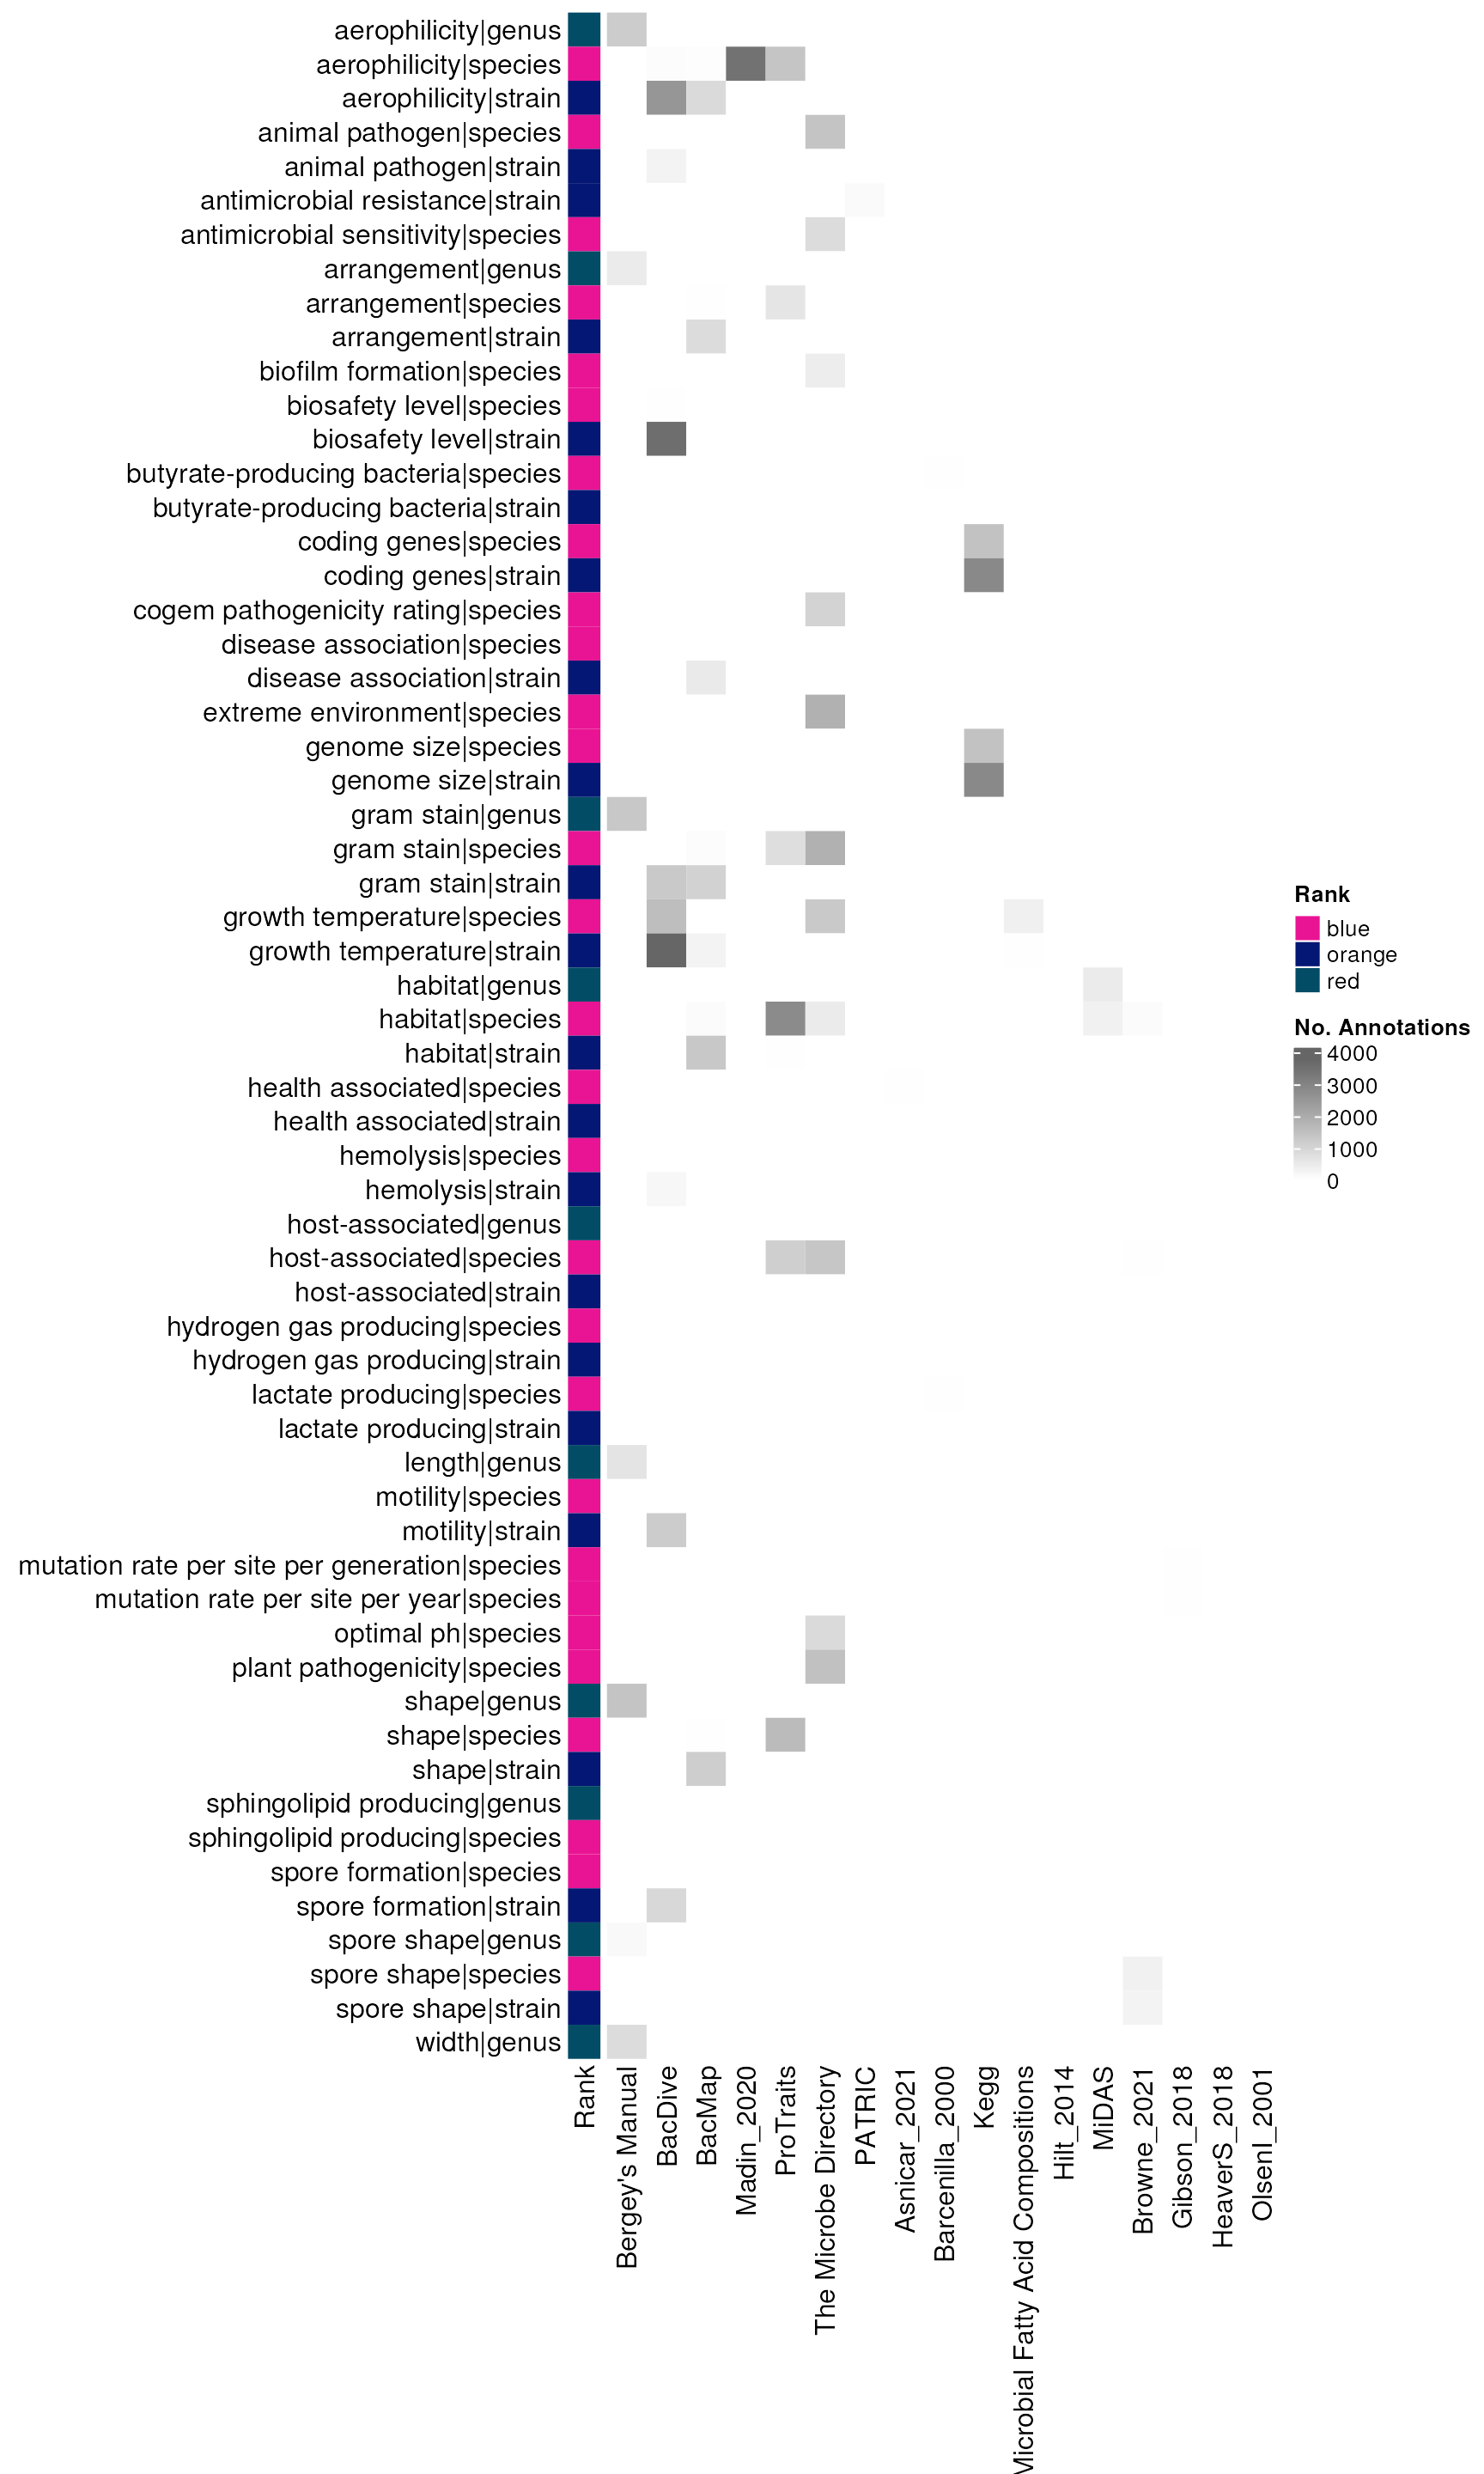 aerophilicity|genus
aerophilicity|species
aerophilicity|strain
animal pathogen|species
animal pathogen|strain
antimicrobial resistance|strain
antimicrobial sensitivity|species
arrangement|genus
arrangement|species
arrangement|strain
biofilm formation|species
biosafety level|species
biosafety level|strain
butyrate-producing bacteria|species
butyrate-producing bacteria|strain
coding genes|species
coding genes|strain
cogem pathogenicity rating|species
disease association|species
disease association|strain
extreme environment|species
genome size|species
genome size|strain
gram stain|genus
gram stain|species
gram stain|strain
growth temperature|species
growth temperature|strain
habitat|genus
habitat|species
habitat|strain
health associated|species
health associated|strain
hemolysis|species
hemolysis|strain
host-associated|genus
host-associated|species
host-associated|strain
hydrogen gas producing|species
hydrogen gas producing|strain
lactate producing|species
lactate producing|strain
length|genus
motility|species
motility|strain
mutation rate per site per generation|species
mutation rate per site per year|species
optimal ph|species
plant pathogenicity|species
shape|genus
shape|species
shape|strain
sphingolipid producing|genus
sphingolipid producing|species
spore formation|species
spore formation|strain
spore shape|genus
spore shape|species
spore shape|strain
width|genus
Rank
Bergey's Manual
BacDive
BacMap
Madin_2020
ProTraits
The Microbe Directory
PATRIC
Asnicar_2021
Barcenilla_2000
Kegg
Microbial Fatty Acid Compositions
Hilt_2014
MiDAS
Browne_2021
Gibson_2018
HeaverS_2018
OlsenI_2001
Rank
blue
orange
red
No. Annotations
4000
3000
2000
1000
0